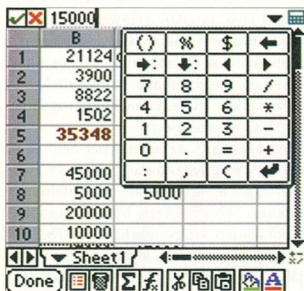 15000
B
() % $
1 21124
2 3900
3 8822
4 1502
5 35348
6
7 45000
8 5000 5000
9 20000
10 10000
7 8 9 /
4 5 6 *
1 2 3 -
0 . = +
: , (
Sheet1
Done Σ fx A